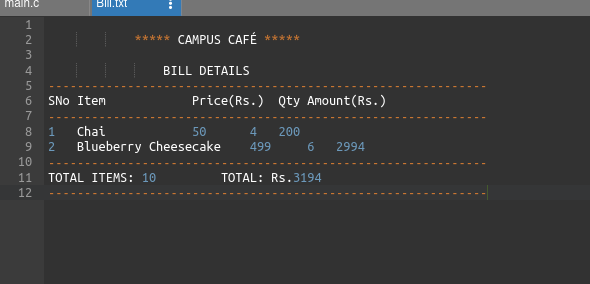 main.c Bill.txt
1
2 ***** CAMPUS CAFÉ *****
3
4 BILL DETAILS
5 -------------------------------------------------------------
6 SNo Item Price(Rs.) Qty Amount(Rs.)
7 -------------------------------------------------------------
8 1 Chai 50 4 200
9 2 Blueberry Cheesecake 499 6 2994
10 -------------------------------------------------------------
11 TOTAL ITEMS: 10 TOTAL: Rs.3194
12 -------------------------------------------------------------